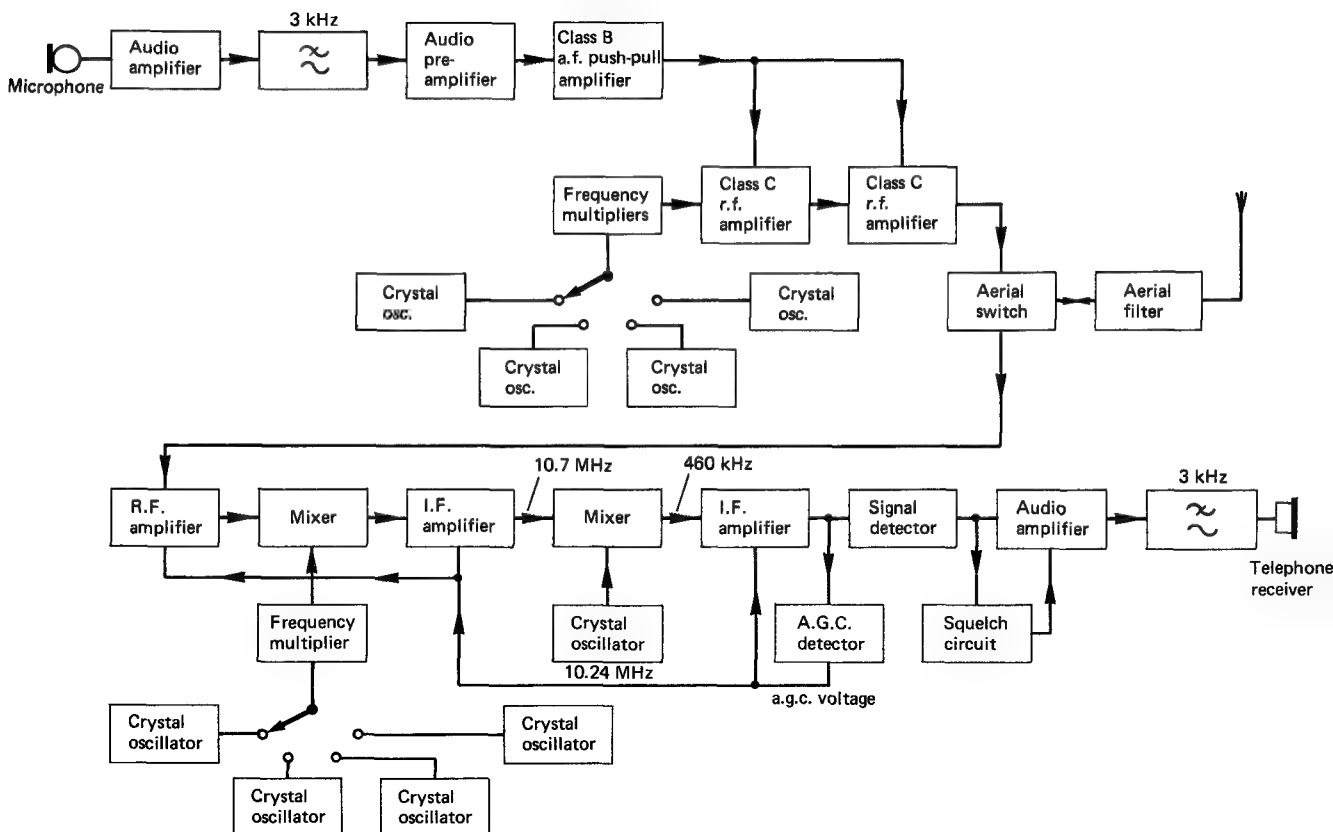 3 kHz
Microphone
Audio
amplifier
Audio
pre-
amplifier
Class B
a.f. push-pull
amplifier
Frequency
multipliers
Class C
r.f.
amplifier
Class C
r.f.
amplifier
Crystal
osc.
Crystal
osc.
Crystal
osc.
Crystal
osc.
Aerial
switch
Aerial
filter
R.F.
amplifier
Mixer
I.F.
amplifier
10.7 MHz
Mixer
460 kHz
I.F.
amplifier
Signal
detector
Audio
amplifier
3 kHz
Telephone
receiver
Frequency
multiplier
Crystal
oscillator
10.24 MHz
A.G.C.
detector
a.g.c. voltage
Squelch
circuit
Crystal
oscillator
Crystal
oscillator
Crystal
oscillator
Crystal
oscillator